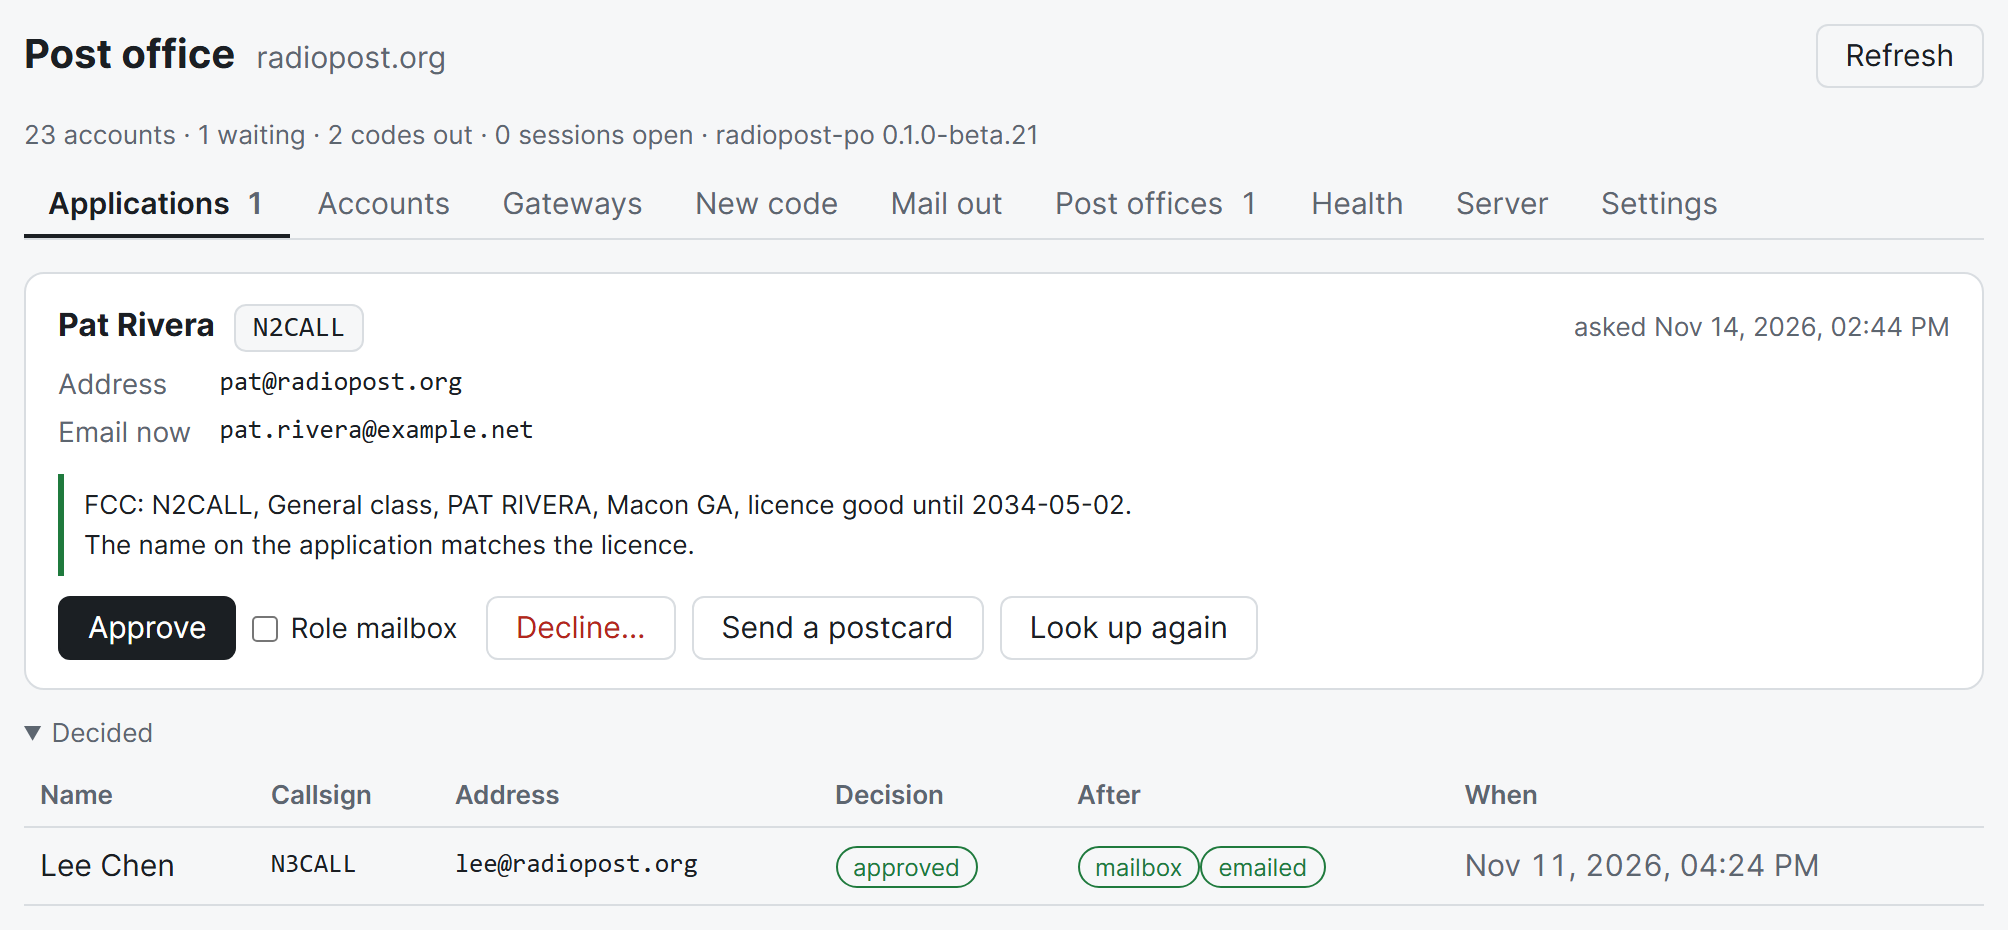 Post office radiopost.org
Refresh
23 accounts · 1 waiting · 2 codes out · 0 sessions open · radiopost-po 0.1.0-beta.21
Applications 1 Accounts Gateways New code Mail out Post offices 1 Health Server Settings
Pat Rivera N2CALL asked Nov 14, 2026, 02:44 PM
Address pat@radiopost.org
Email now pat.rivera@example.net
FCC: N2CALL, General class, PAT RIVERA, Macon GA, licence good until 2034-05-02.
The name on the application matches the licence.
Approve Role mailbox Decline... Send a postcard Look up again
Decided
Name Callsign Address Decision After When
Lee Chen N3CALL lee@radiopost.org approved mailbox emailed Nov 11, 2026, 04:24 PM